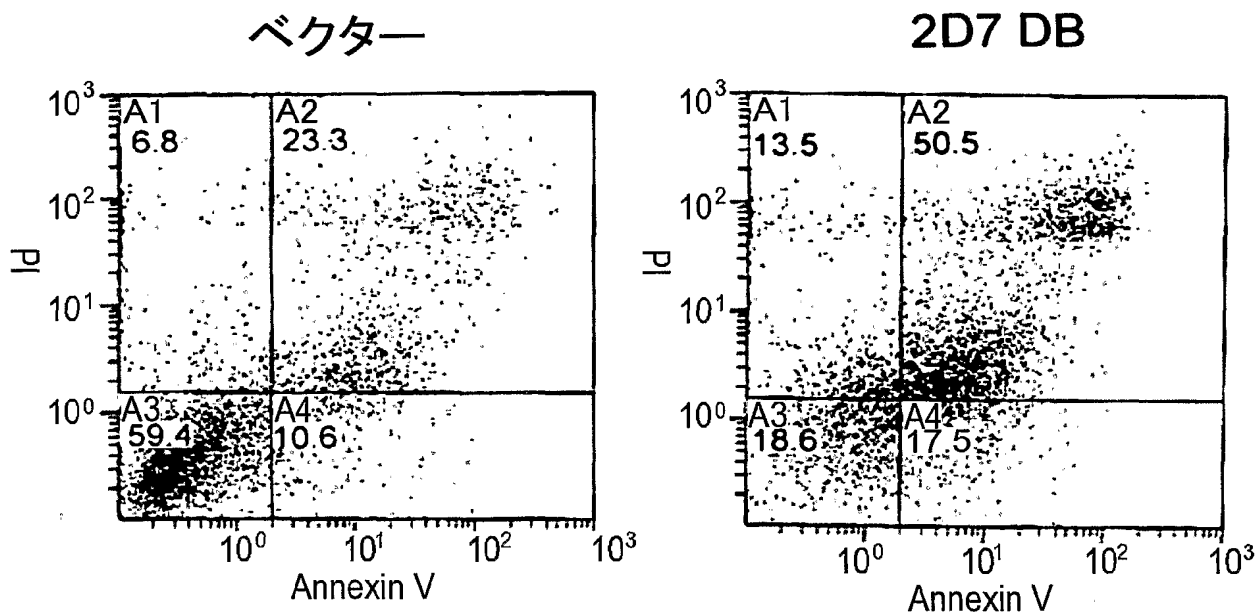 ベクター
2D7 DB
10³
A1
6.8
A2
23.3
10²
Id
10¹
10⁰
A3
59.4
A4
10.6
10⁰ 10¹ 10² 10³
Annexin V
10³
A1
13.5
A2
50.5
10²
Id
10¹
10⁰
A3
18.6
A4
17.5
10⁰ 10¹ 10² 10³
Annexin V